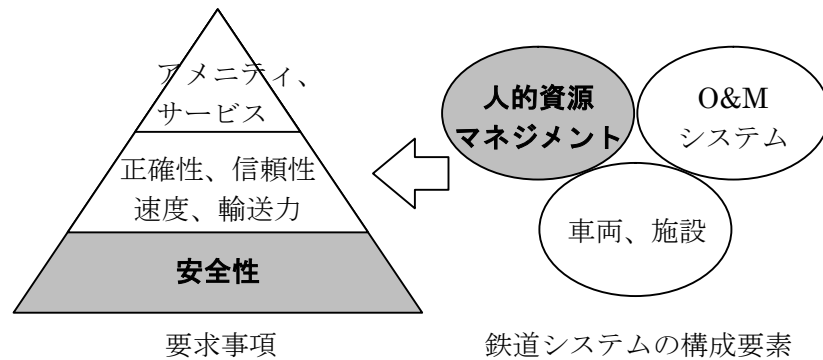 アメニティ、
サービス
正確性、信頼性
速度、輸送力
安全性
要求事項
人的資源
マネジメント
O&M
システム
車両、施設
鉄道システムの構成要素